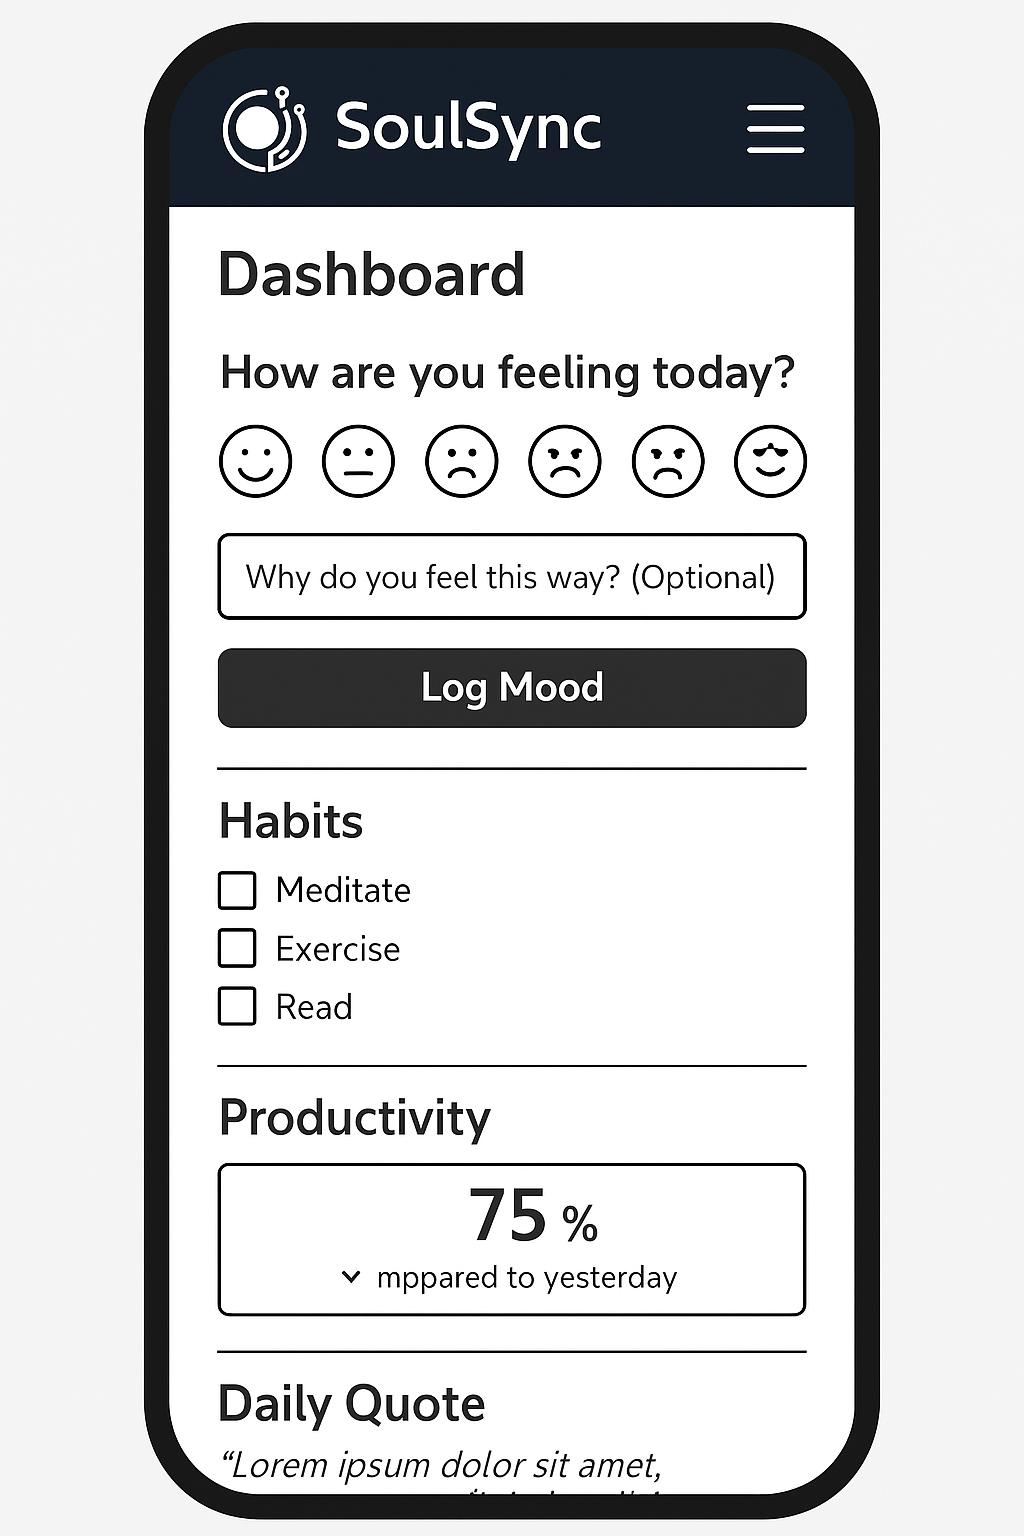 SoulSync
Dashboard
How are you feeling today?
Why do you feel this way? (Optional)
Log Mood
Habits
Meditate
Exercise
Read
Productivity
75 %
mppared to yesterday
Daily Quote
“Lorem ipsum dolor sit amet,